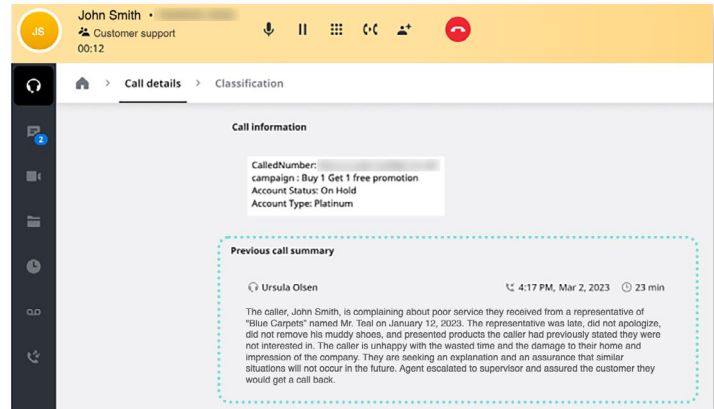 JS
John Smith •
Customer support
00:12
Call details > Classification
2
Call information
CalledNumber:
campaign : Buy 1 Get 1 free promotion
Account Status: On Hold
Account Type: Platinum
Previous call summary
Ursula Olsen 4:17 PM, Mar 2, 2023 23 min
The caller, John Smith, is complaining about poor service they received from a representative of
"Blue Carpets" named Mr. Teal on January 12, 2023. The representative was late, did not apologize,
did not remove his muddy shoes, and presented products the caller had previously stated they were
not interested in. The caller is unhappy with the wasted time and the damage to their home and
impression of the company. They are seeking an explanation and an assurance that similar
situations will not occur in the future. Agent escalated to supervisor and assured the customer they
would get a call back.